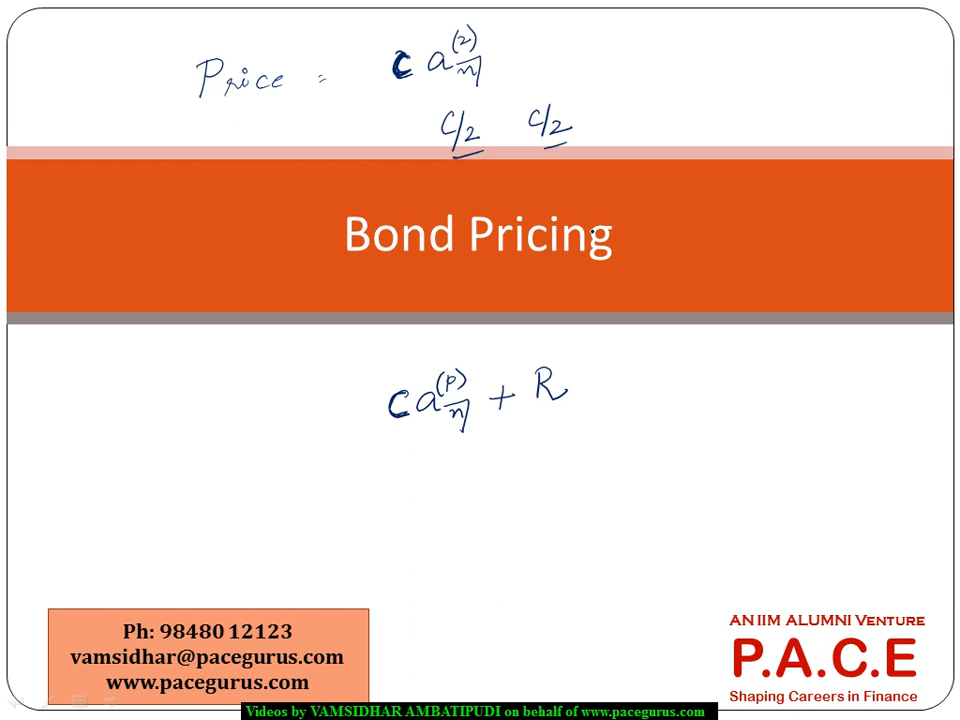 Price = C a^(2) n⌉
C/2 C/2
Bond Pricing
C a^(p) n⌉ + R
Ph: 98480 12123
vamsidhar@pacegurus.com
www.pacegurus.com
AN IIM ALUMNI VENTURE
P.A.C.E
Shaping Careers in Finance
Videos by VAMSIDHAR AMBATIPUDI on behalf of www.pacegurus.com